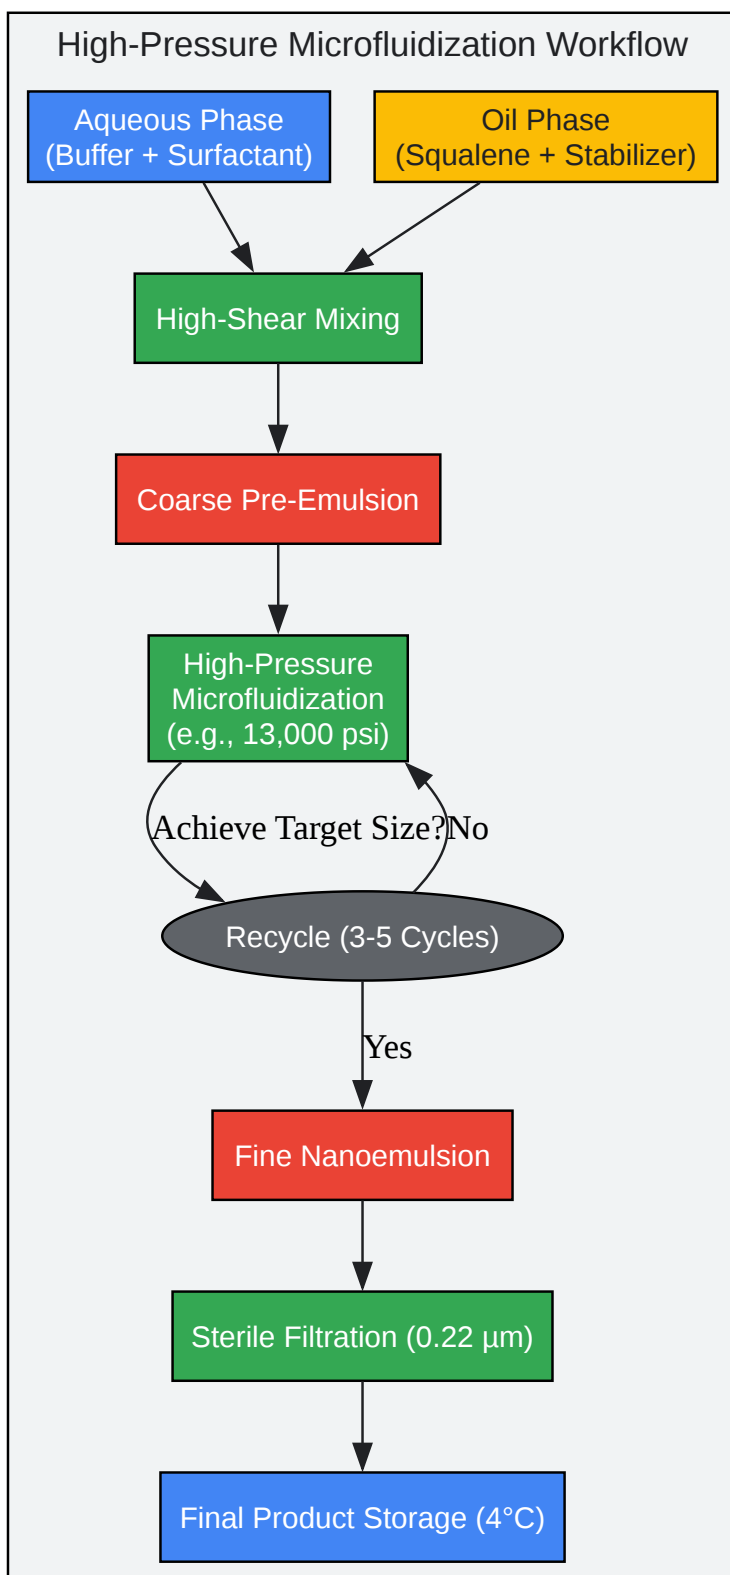 High-Pressure Microfluidization Workflow
Aqueous Phase
(Buffer + Surfactant)
Oil Phase
(Squalene + Stabilizer)
High-Shear Mixing
Coarse Pre-Emulsion
High-Pressure
Microfluidization
(e.g., 13,000 psi)
Achieve Target Size?
No
Recycle (3-5 Cycles)
Yes
Fine Nanoemulsion
Sterile Filtration (0.22 µm)
Final Product Storage (4°C)